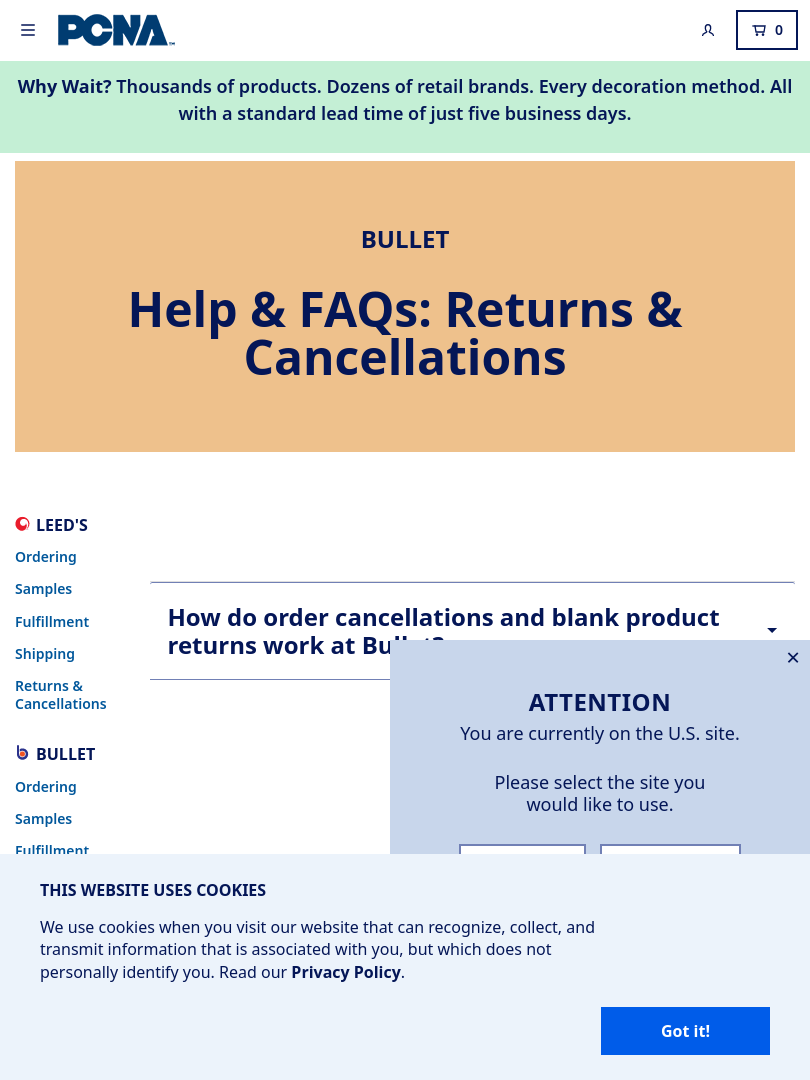 PCNA
0
Why Wait? Thousands of products. Dozens of retail brands. Every decoration method. All
with a standard lead time of just five business days.
BULLET
Help & FAQs: Returns &
Cancellations
LEED'S
Ordering
Samples
Fulfillment
Shipping
Returns &
Cancellations
BULLET
Ordering
Samples
Fulfillment
How do order cancellations and blank product
returns work at Bullet?
ATTENTION
You are currently on the U.S. site.
Please select the site you
would like to use.
THIS WEBSITE USES COOKIES
We use cookies when you visit our website that can recognize, collect, and
transmit information that is associated with you, but which does not
personally identify you. Read our Privacy Policy.
Got it!